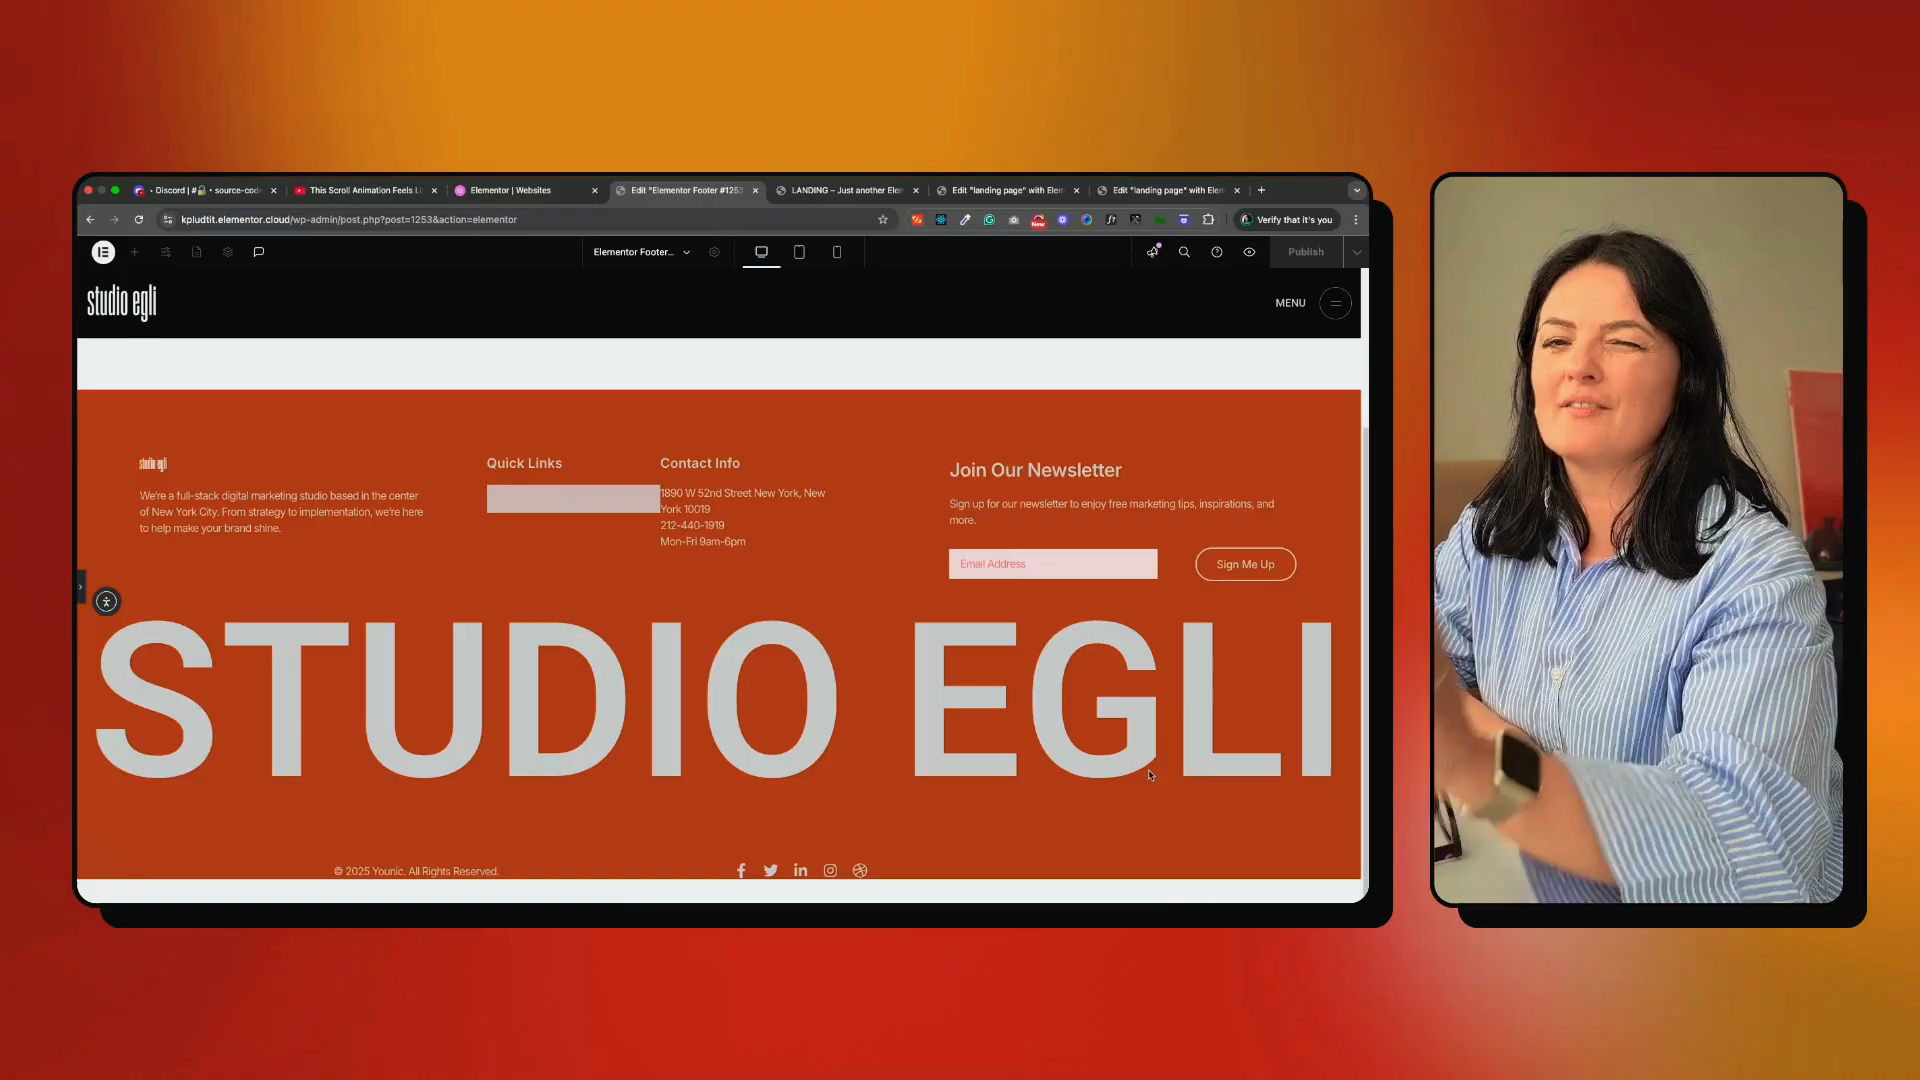 Discord | #🔒 • source-code
This Scroll Animation Feels Li
Elementor | Websites
Edit "Elementor Footer #1253
LANDING – Just another Elen
Edit "landing page" with Elem
Edit "landing page" with Elem
kpludtit.elementor.cloud/wp-admin/post.php?post=1253&action=elementor
New
Verify that it's you
Elementor Footer...
Publish
studio egli
MENU
studio egli
We're a full-stack digital marketing studio based in the center
of New York City. From strategy to implementation, we're here
to help make your brand shine.
Quick Links
Contact Info
1890 W 52nd Street New York, New
York 10019
212-440-1919
Mon-Fri 9am-6pm
Join Our Newsletter
Sign up for our newsletter to enjoy free marketing tips, inspirations, and
more.
Email Address
Sign Me Up
STUDIO EGLI
© 2025 Younic. All Rights Reserved.